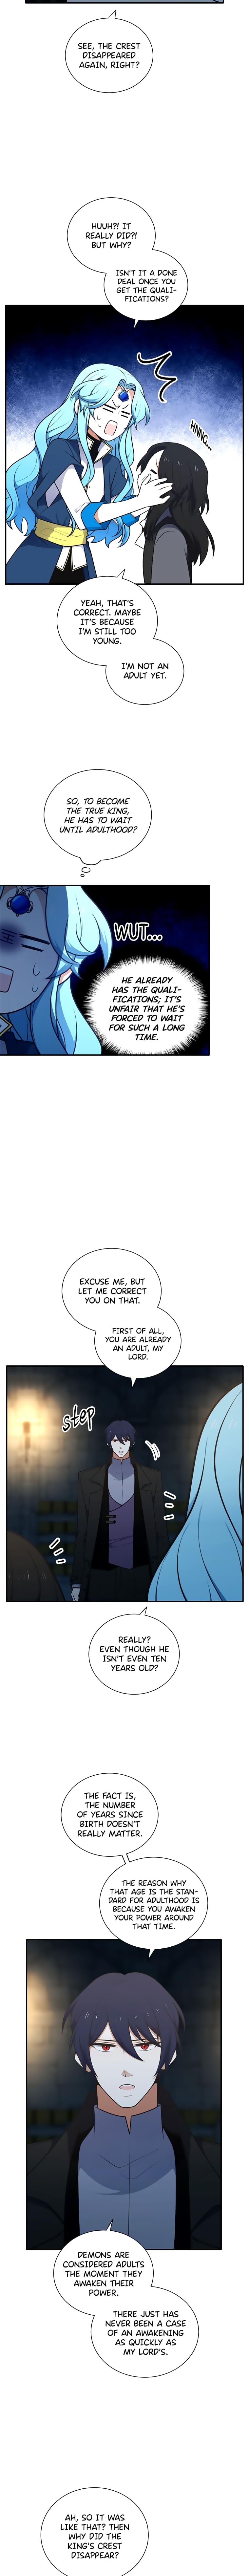 SEE, THE CREST
DISAPPEARED
AGAIN, RIGHT?
HUUH?! IT
REALLY DID?!
BUT WHY?
ISN'T IT A DONE
DEAL ONCE YOU
GET THE QUALI-
FICATIONS?
HNNG...
YEAH, THAT'S
CORRECT. MAYBE
IT'S BECAUSE
I'M STILL TOO
YOUNG.
I'M NOT AN
ADULT YET.
SO, TO BECOME
THE TRUE KING,
HE HAS TO WAIT
UNTIL ADULTHOOD?
WUT...
HE ALREADY
HAS THE QUALI-
FICATIONS; IT'S
UNFAIR THAT HE'S
FORCED TO WAIT
FOR SUCH A LONG
TIME.
EXCUSE ME, BUT
LET ME CORRECT
YOU ON THAT.
FIRST OF ALL,
YOU ARE ALREADY
AN ADULT, MY
LORD.
STEP
REALLY?
EVEN THOUGH HE
ISN'T EVEN TEN
YEARS OLD?
THE FACT IS,
THE NUMBER
OF YEARS SINCE
BIRTH DOESN'T
REALLY MATTER.
THE REASON WHY
THAT AGE IS THE STAN-
DARD FOR ADULTHOOD IS
BECAUSE YOU AWAKEN
YOUR POWER AROUND
THAT TIME.
DEMONS ARE
CONSIDERED ADULTS
THE MOMENT THEY
AWAKEN THEIR
POWER.
THERE JUST HAS
NEVER BEEN A CASE
OF AN AWAKENING
AS QUICKLY AS
MY LORD'S.
AH, SO IT WAS
LIKE THAT? THEN
WHY DID THE
KING'S CREST
DISAPPEAR?